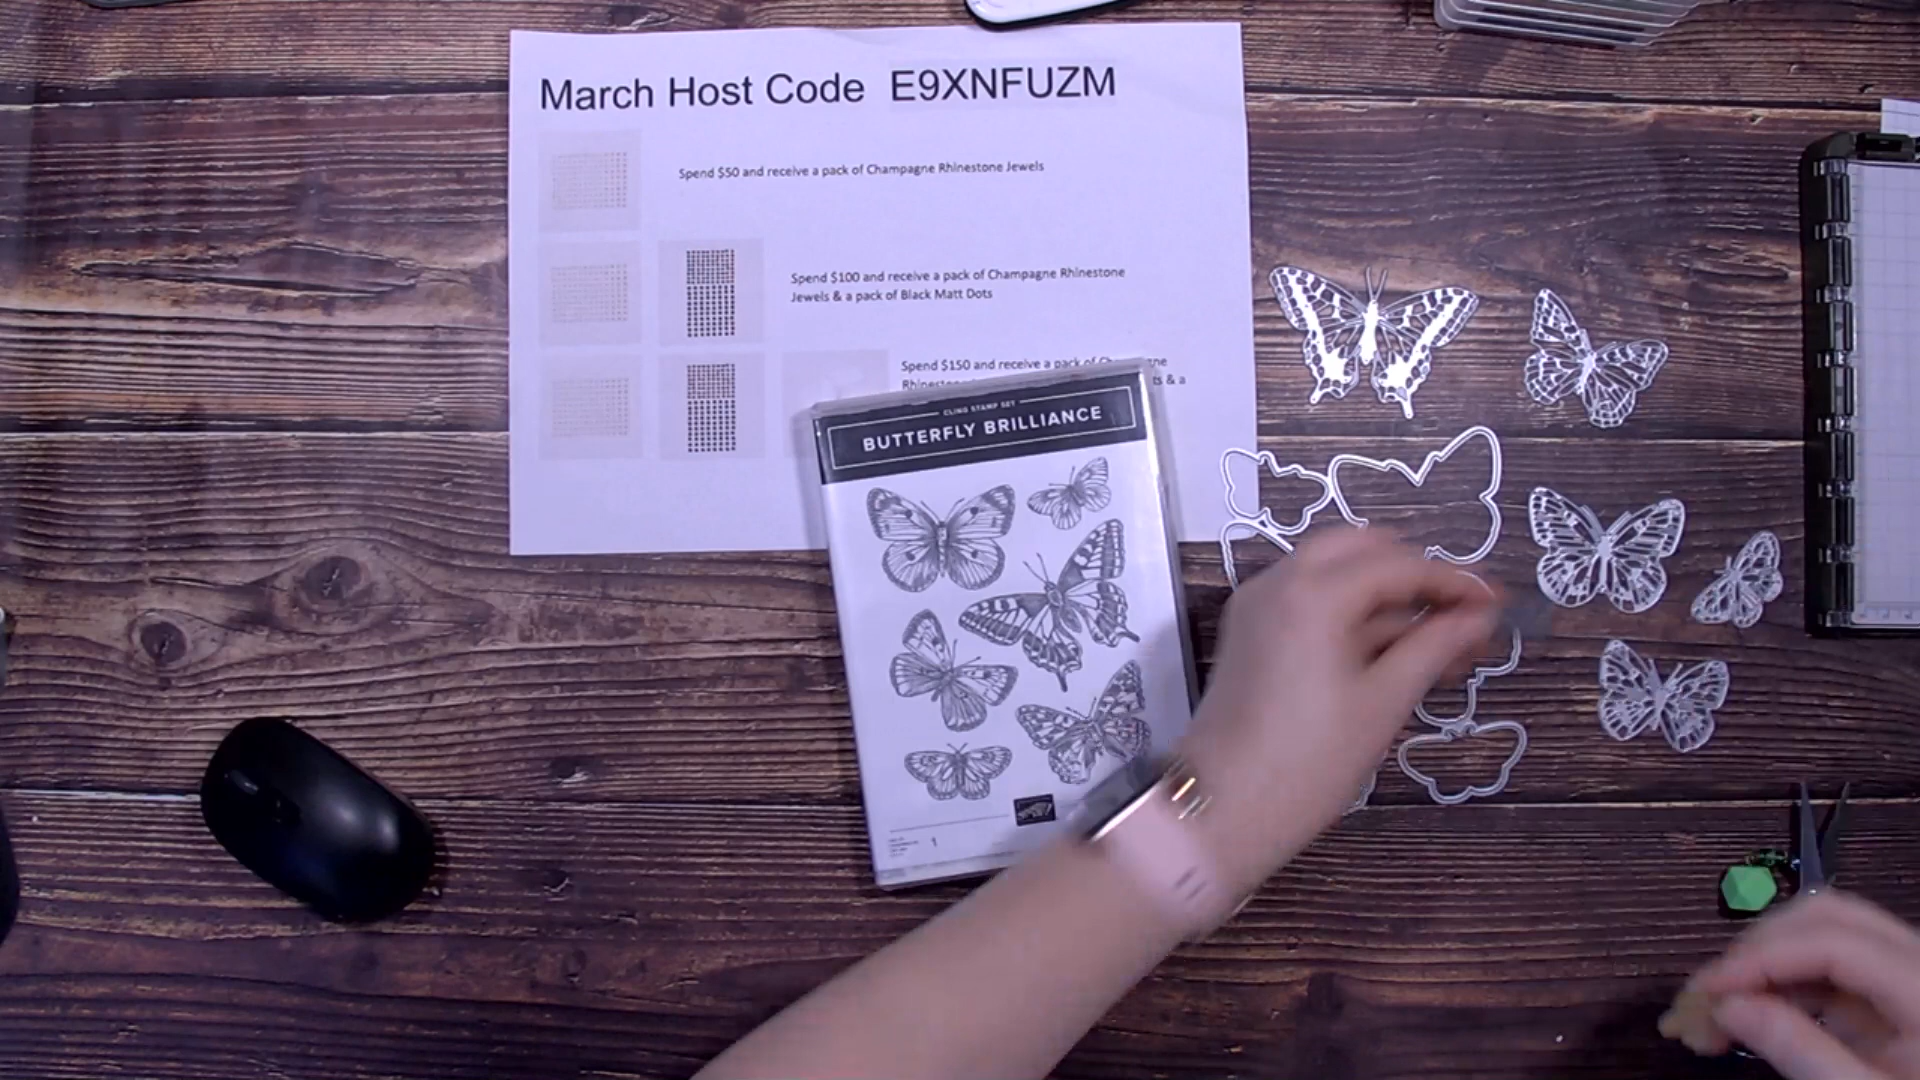 March Host Code E9XNFUZM
Spend $50 and receive a pack of Champagne Rhinestone Jewels
Spend $100 and receive a pack of Champagne Rhinestone
Jewels & a pack of Black Matt Dots
Spend $150 and receive a pack of
& a
CLING STAMP SET
BUTTERFLY BRILLIANCE
1